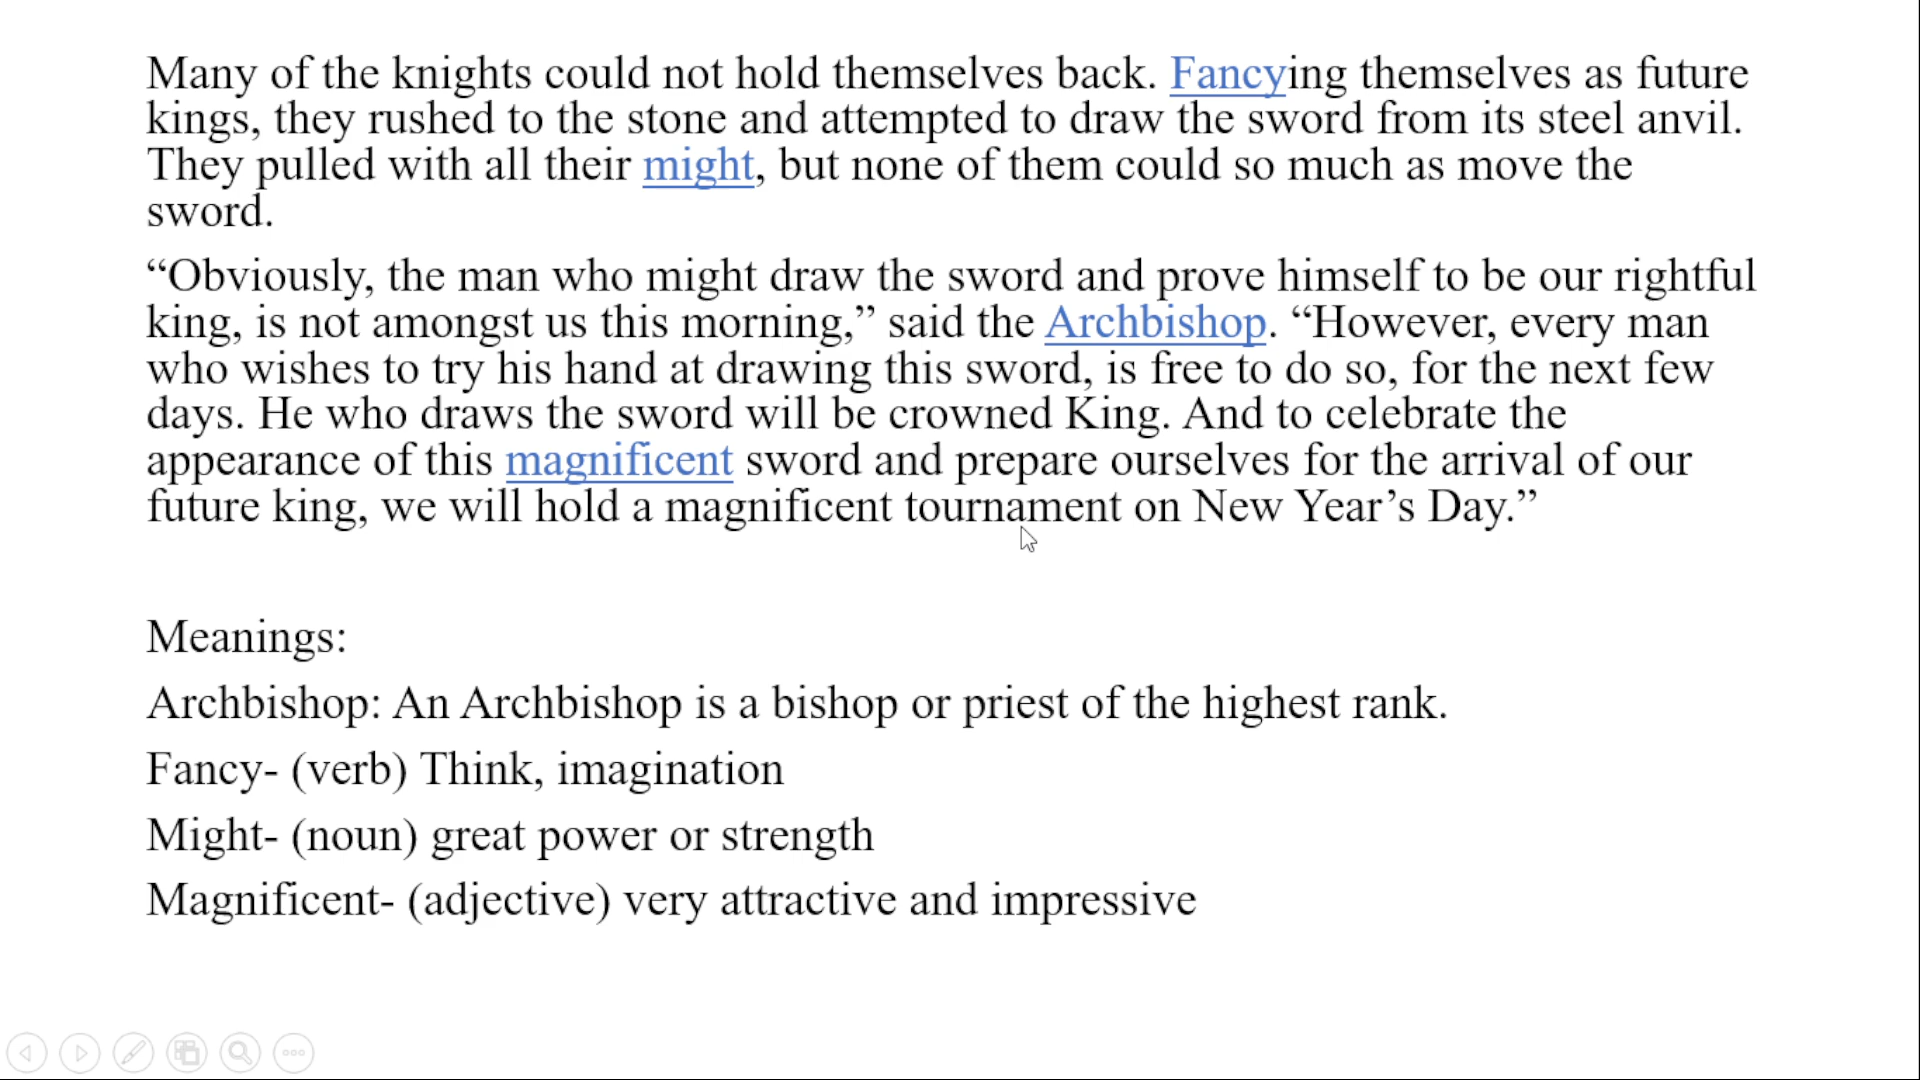 Many of the knights could not hold themselves back. Fancying themselves as future
kings, they rushed to the stone and attempted to draw the sword from its steel anvil.
They pulled with all their might, but none of them could so much as move the
sword.
“Obviously, the man who might draw the sword and prove himself to be our rightful
king, is not amongst us this morning,” said the Archbishop. “However, every man
who wishes to try his hand at drawing this sword, is free to do so, for the next few
days. He who draws the sword will be crowned King. And to celebrate the
appearance of this magnificent sword and prepare ourselves for the arrival of our
future king, we will hold a magnificent tournament on New Year’s Day.”
Meanings:
Archbishop: An Archbishop is a bishop or priest of the highest rank.
Fancy- (verb) Think, imagination
Might- (noun) great power or strength
Magnificent- (adjective) very attractive and impressive